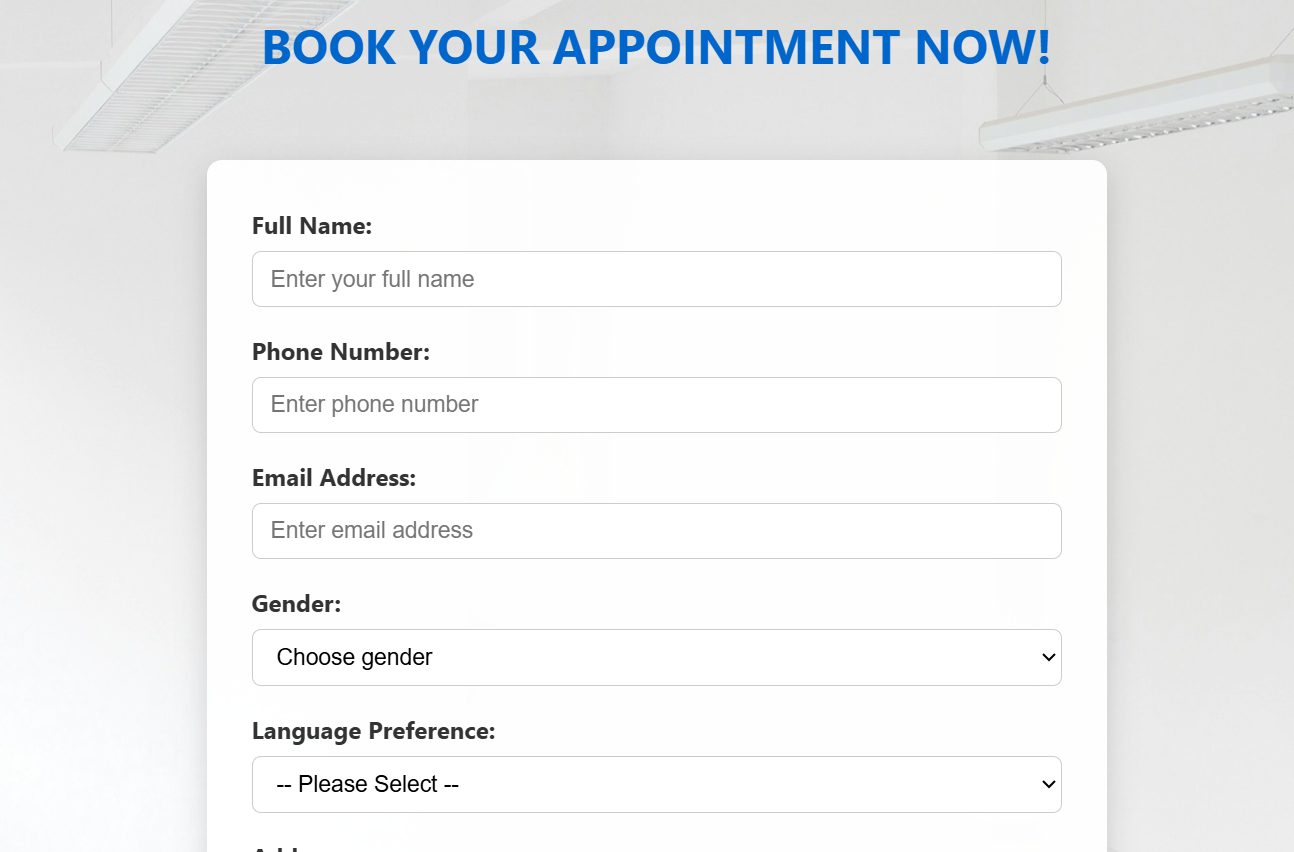 BOOK YOUR APPOINTMENT NOW!
Full Name:
Enter your full name
Phone Number:
Enter phone number
Email Address:
Enter email address
Gender:
Choose gender
Language Preference:
-- Please Select --